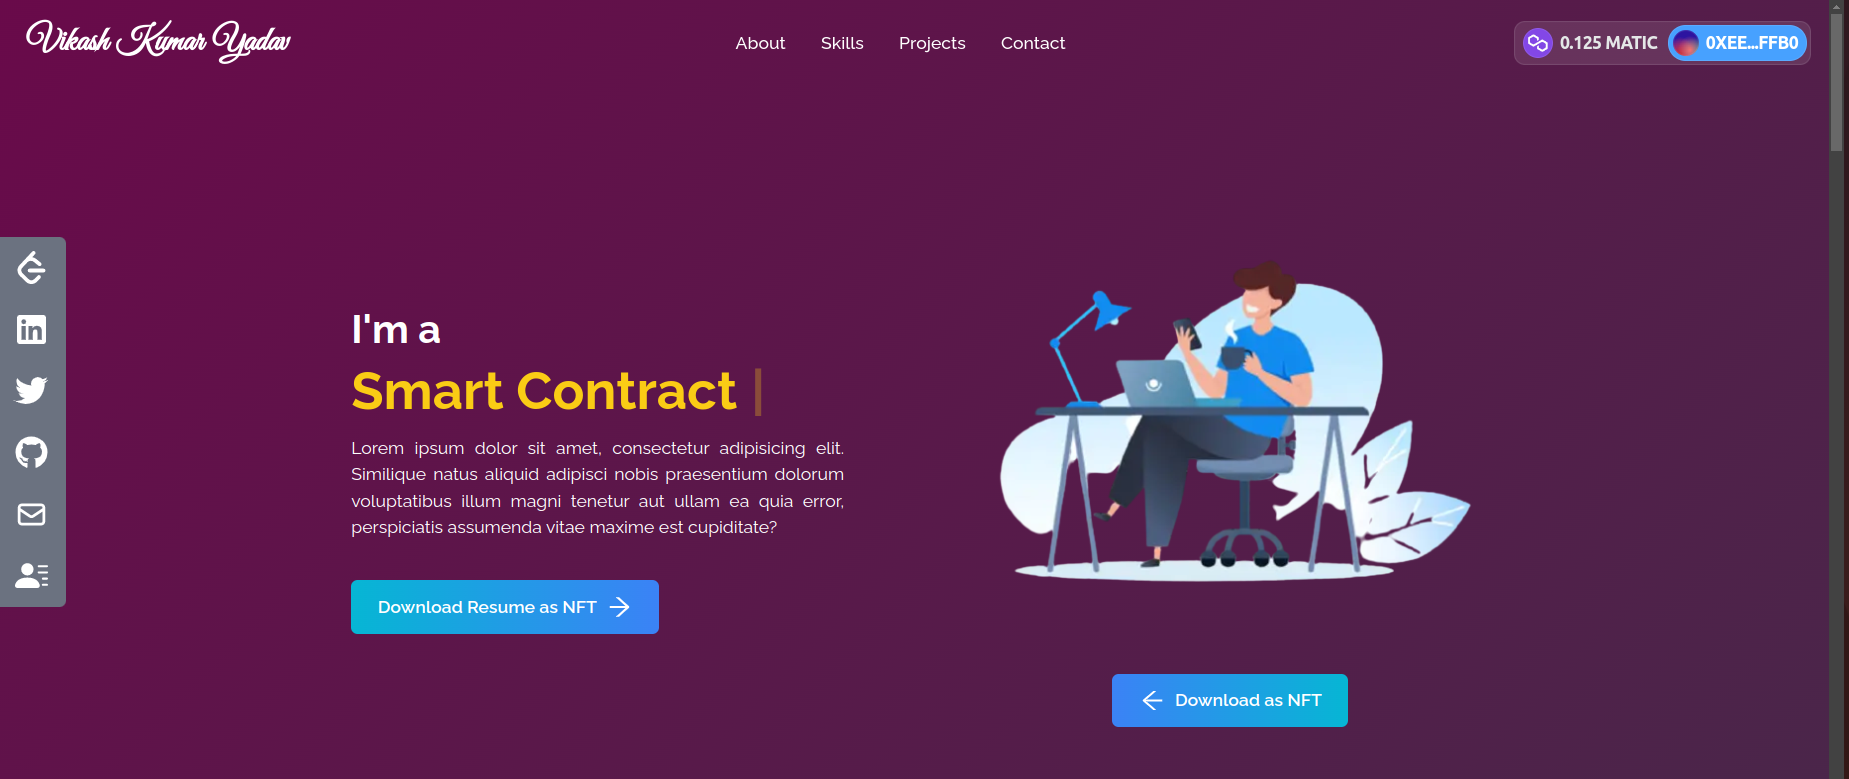 Vikash Kumar Yadav
About Skills Projects Contact
0.125 MATIC 0XEE...FFB0
I'm a
Smart Contract
Lorem ipsum dolor sit amet, consectetur adipisicing elit.
Similique natus aliquid adipisci nobis praesentium dolorum
voluptatibus illum magni tenetur aut ullam ea quia error,
perspiciatis assumenda vitae maxime est cupiditate?
Download Resume as NFT
Download as NFT